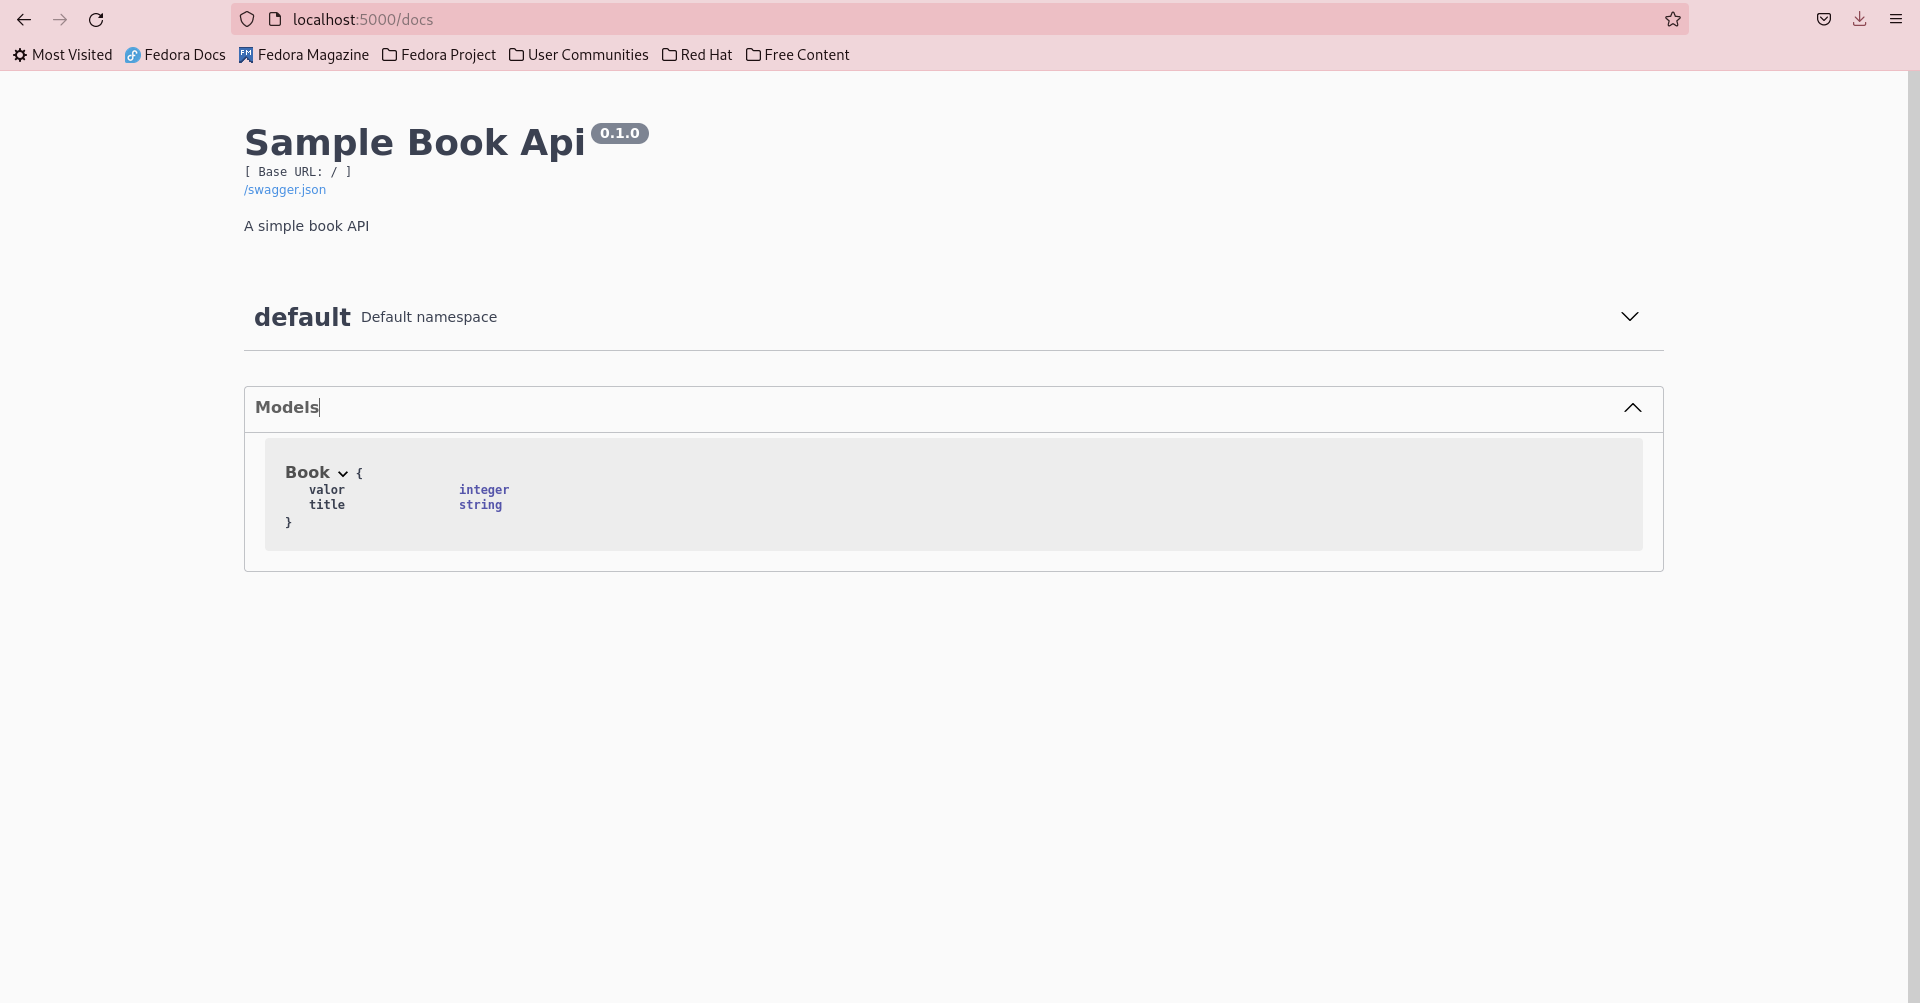 localhost:5000/docs
Most Visited Fedora Docs FM Fedora Magazine Fedora Project User Communities Red Hat Free Content
Sample Book Api 0.1.0
[ Base URL: / ]
/swagger.json
A simple book API
default Default namespace
Models
Book {
valor integer
title string
}